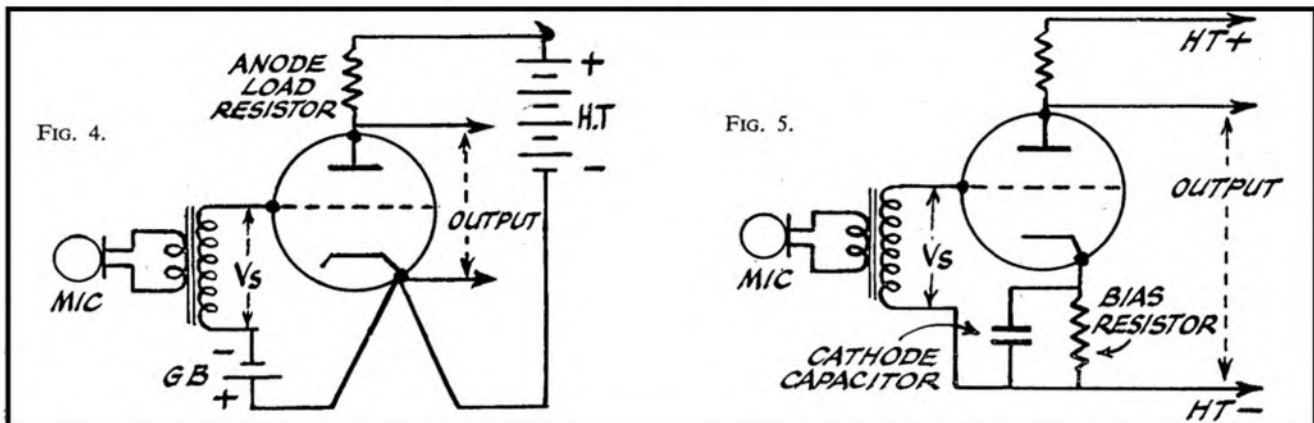 FIG. 4.
ANODE
LOAD
RESISTOR
+
H.T
-
OUTPUT
Vs
MIC
-
GB
+
FIG. 5.
HT+
OUTPUT
Vs
MIC
BIAS
RESISTOR
CATHODE
CAPACITOR
HT-